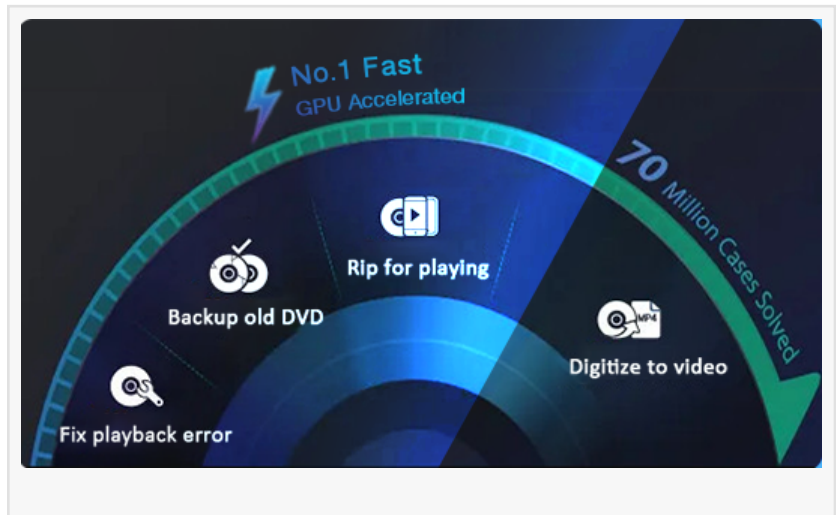 No.1 Fast
GPU Accelerated
70 Million Cases Solved
Rip for playing
Backup old DVD
MP4
Digitize to video
Fix playback error